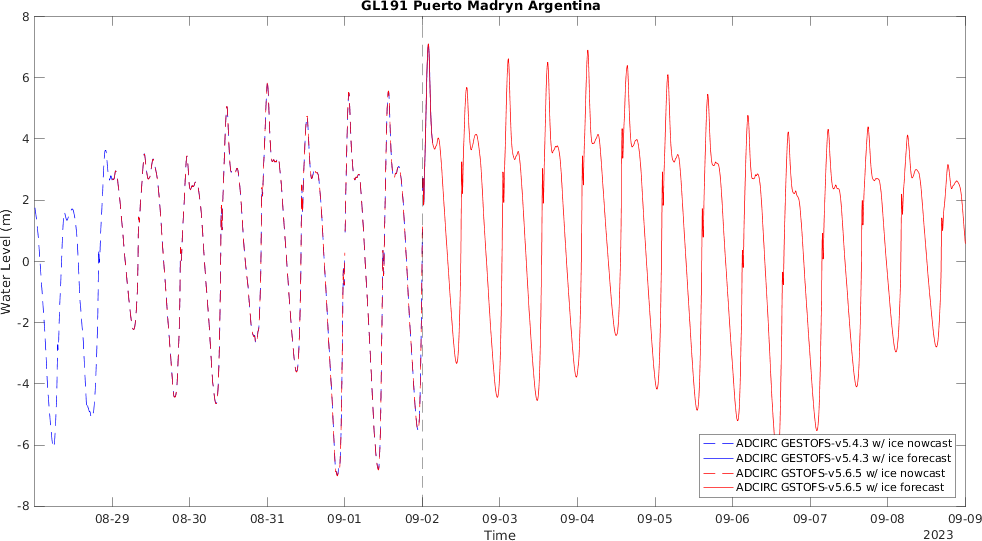 GL191 Puerto Madryn Argentina
8
6
4
2
0
-2
-4
-6
-8
Water Level (m)
ADCIRC GESTOFS-v5.4.3 w/ ice nowcast
ADCIRC GESTOFS-v5.4.3 w/ ice forecast
ADCIRC GSTOFS-v5.6.5 w/ ice nowcast
ADCIRC GSTOFS-v5.6.5 w/ ice forecast
08-29 08-30 08-31 09-01 09-02 09-03 09-04 09-05 09-06 09-07 09-08 09-09
Time
2023